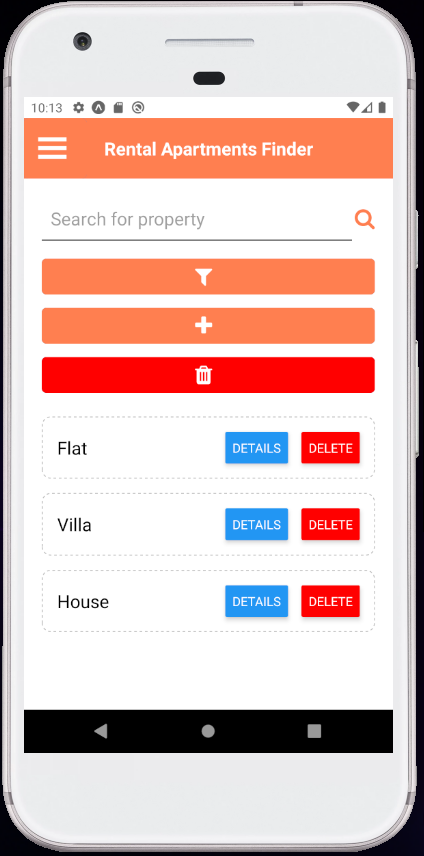 10:13
Rental Apartments Finder
Search for property
Flat DETAILS DELETE
Villa DETAILS DELETE
House DETAILS DELETE